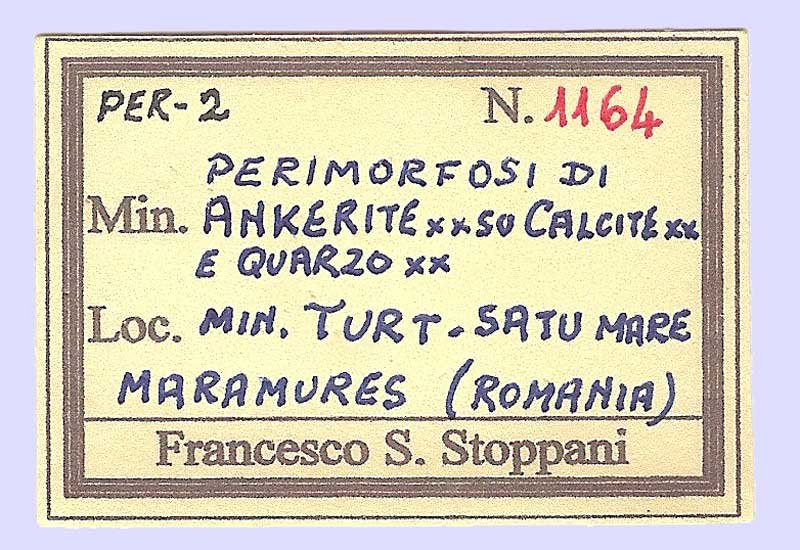 PER-2 N. 1164
PERIMORFOSI DI
Min. ANKERITE xx SU CALCITE xx
E QUARZO xx
Loc. MIN. TURT - SATU MARE
MARAMURES (ROMANIA)
Francesco S. Stoppani